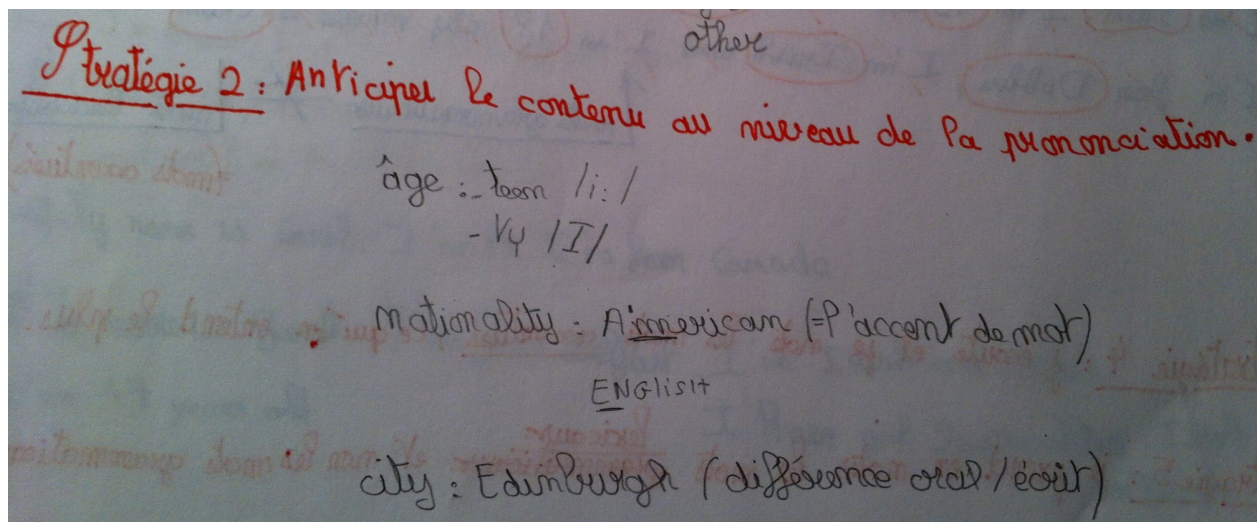 other
Stratégie 2 : Anticiper le contenu au niveau de la prononciation.
âge : - teen /i:/
- ty /I/
nationality : A'merican (= l'accent de mot)
ENGlisH
city : Edinburgh (différence oral / écrit)